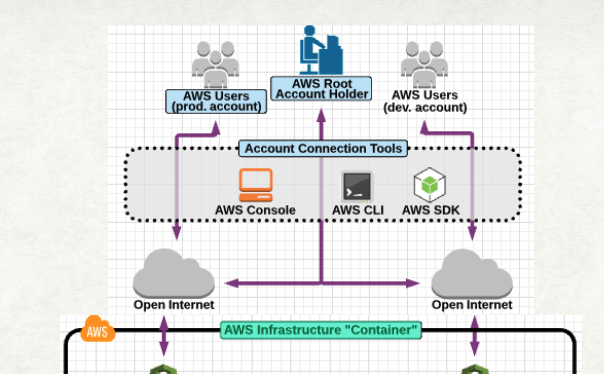 AWS Users
(prod. account)
AWS Root
Account Holder
AWS Users
(dev. account)
Account Connection Tools
AWS Console
AWS CLI
AWS SDK
Open Internet
Open Internet
AWS
AWS Infrastructure "Container"